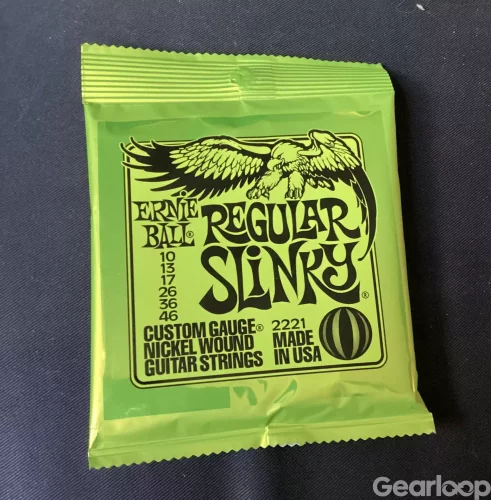 ERNIE BALL®
REGULAR
SLINKY®
10
13
17
26
36
46
CUSTOM GAUGE®
NICKEL WOUND
GUITAR STRINGS
2221
MADE
IN USA
Gearloop